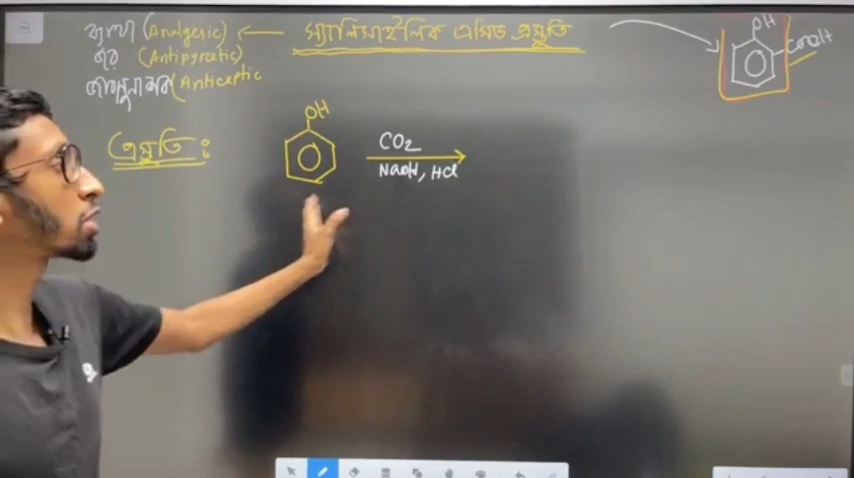 ব্যথা (Analgesic) ← স্যালিসাইলিক এসিড প্রস্তুতি
জ্বর (Antipyretic)
জীবাণুনাশক (Anticeptic
OH
COOH
প্রস্তুতি :
OH
CO2
NaOH, HCl